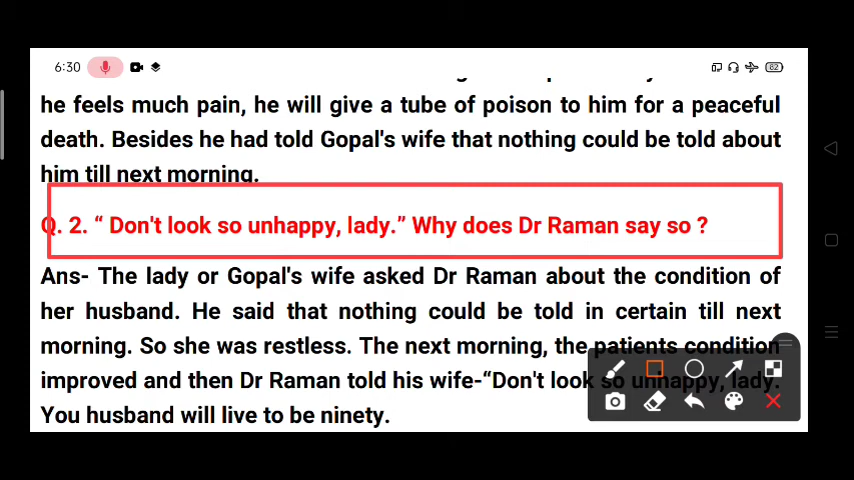 6:30
82
he feels much pain, he will give a tube of poison to him for a peaceful
death. Besides he had told Gopal's wife that nothing could be told about
him till next morning.
Q. 2. “ Don't look so unhappy, lady.” Why does Dr Raman say so ?
Ans- The lady or Gopal's wife asked Dr Raman about the condition of
her husband. He said that nothing could be told in certain till next
morning. So she was restless. The next morning, the patients condition
improved and then Dr Raman told his wife-“Don't look so unhappy, lady.
You husband will live to be ninety.